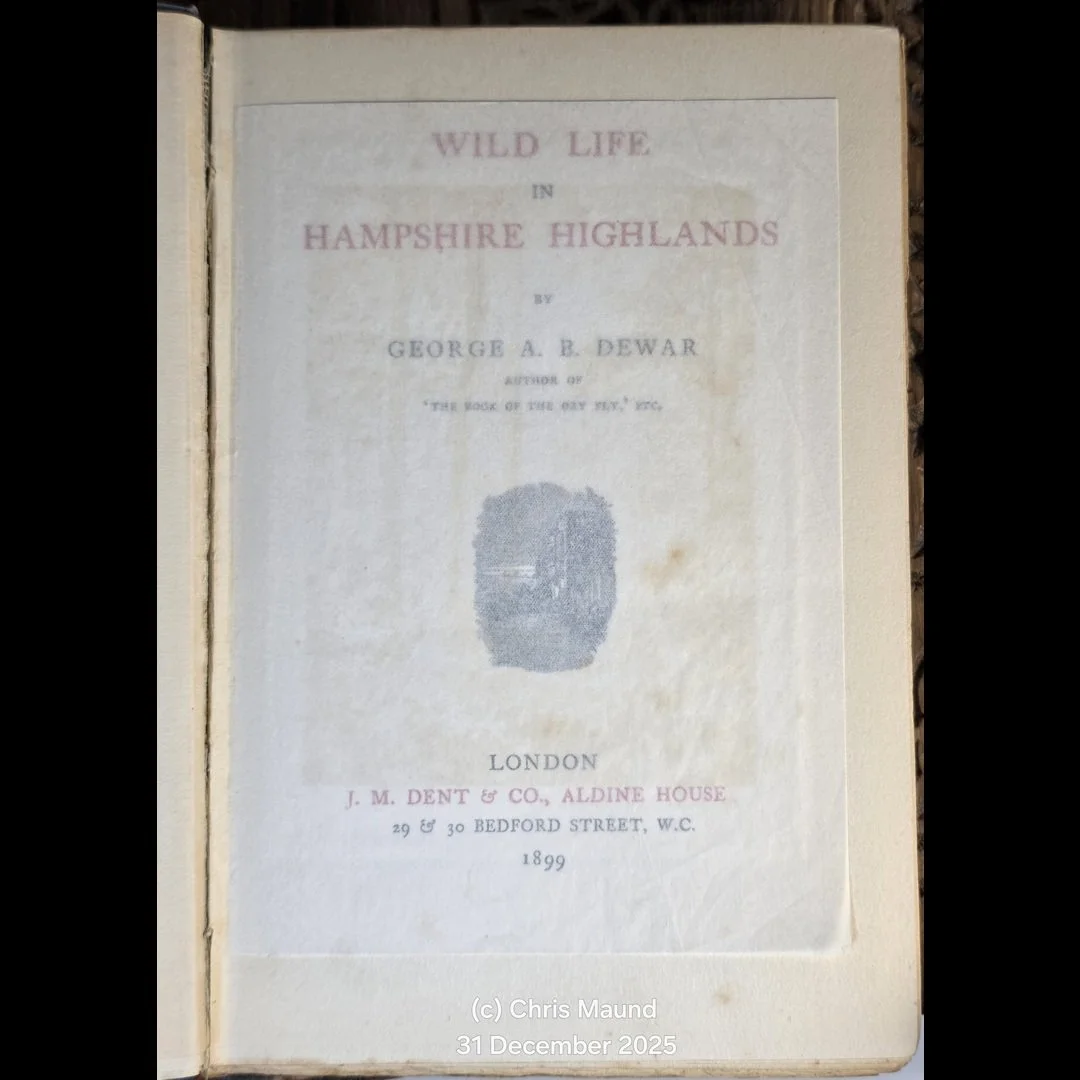 WILD LIFE
IN
HAMPSHIRE HIGHLANDS
BY
GEORGE A. B. DEWAR
AUTHOR OF
'THE BOOK OF THE DRY FLY,' ETC.
LONDON
J. M. DENT & CO., ALDINE HOUSE
29 & 30 BEDFORD STREET, W.C.
1899
(c) Chris Maund
31 December 2025